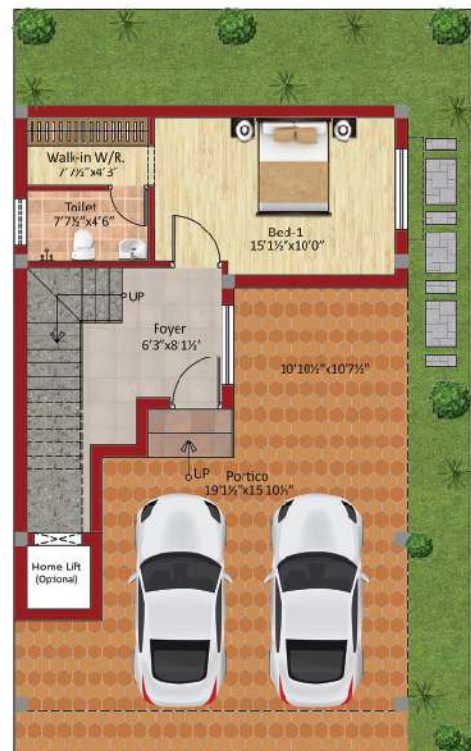 Walk-in W/R.
7'7½"x4'3"
Toilet
7'7½"x4'6"
Bed-1
15'1½"x10'0"
UP
Foyer
6'3"x8'1½'
10'10½"x10'7½"
UP
Portico
19'1½"x15'10½"
Home Lift
(Optional)